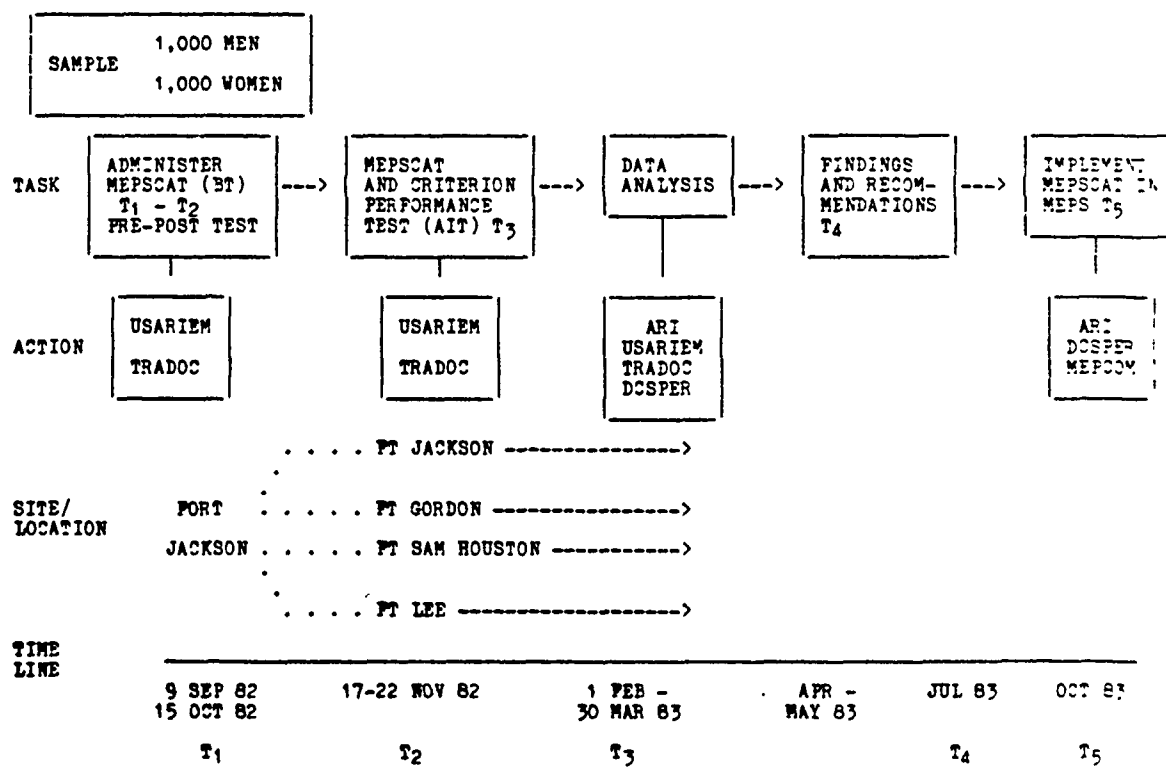 SAMPLE 1,000 MEN
1,000 WOMEN
TASK
ADMINISTER
MEPSCAT (BT)
T1 - T2
PRE-POST TEST
--->
MEPSCAT
AND CRITERION
PERFORMANCE
TEST (AIT) T3
--->
DATA
ANALYSIS
--->
FINDINGS
AND RECOM-
MENDATIONS
T4
--->
IMPLEMENT
MEPSCAT IN
MEPS T5
ACTION
USARIEM
TRADOC
USARIEM
TRADOC
ARI
USARIEM
TRADOC
DCSPER
ARI
DCSPER
MEPCOM
SITE/
LOCATION
FORT
JACKSON
FT JACKSON
FT GORDON
FT SAM HOUSTON
FT LEE
TIME
LINE
9 SEP 82
15 OCT 82
17-22 NOV 82
1 FEB -
30 MAR 83
APR -
MAY 83
JUL 83
OCT 83
T1 T2 T3 T4 T5